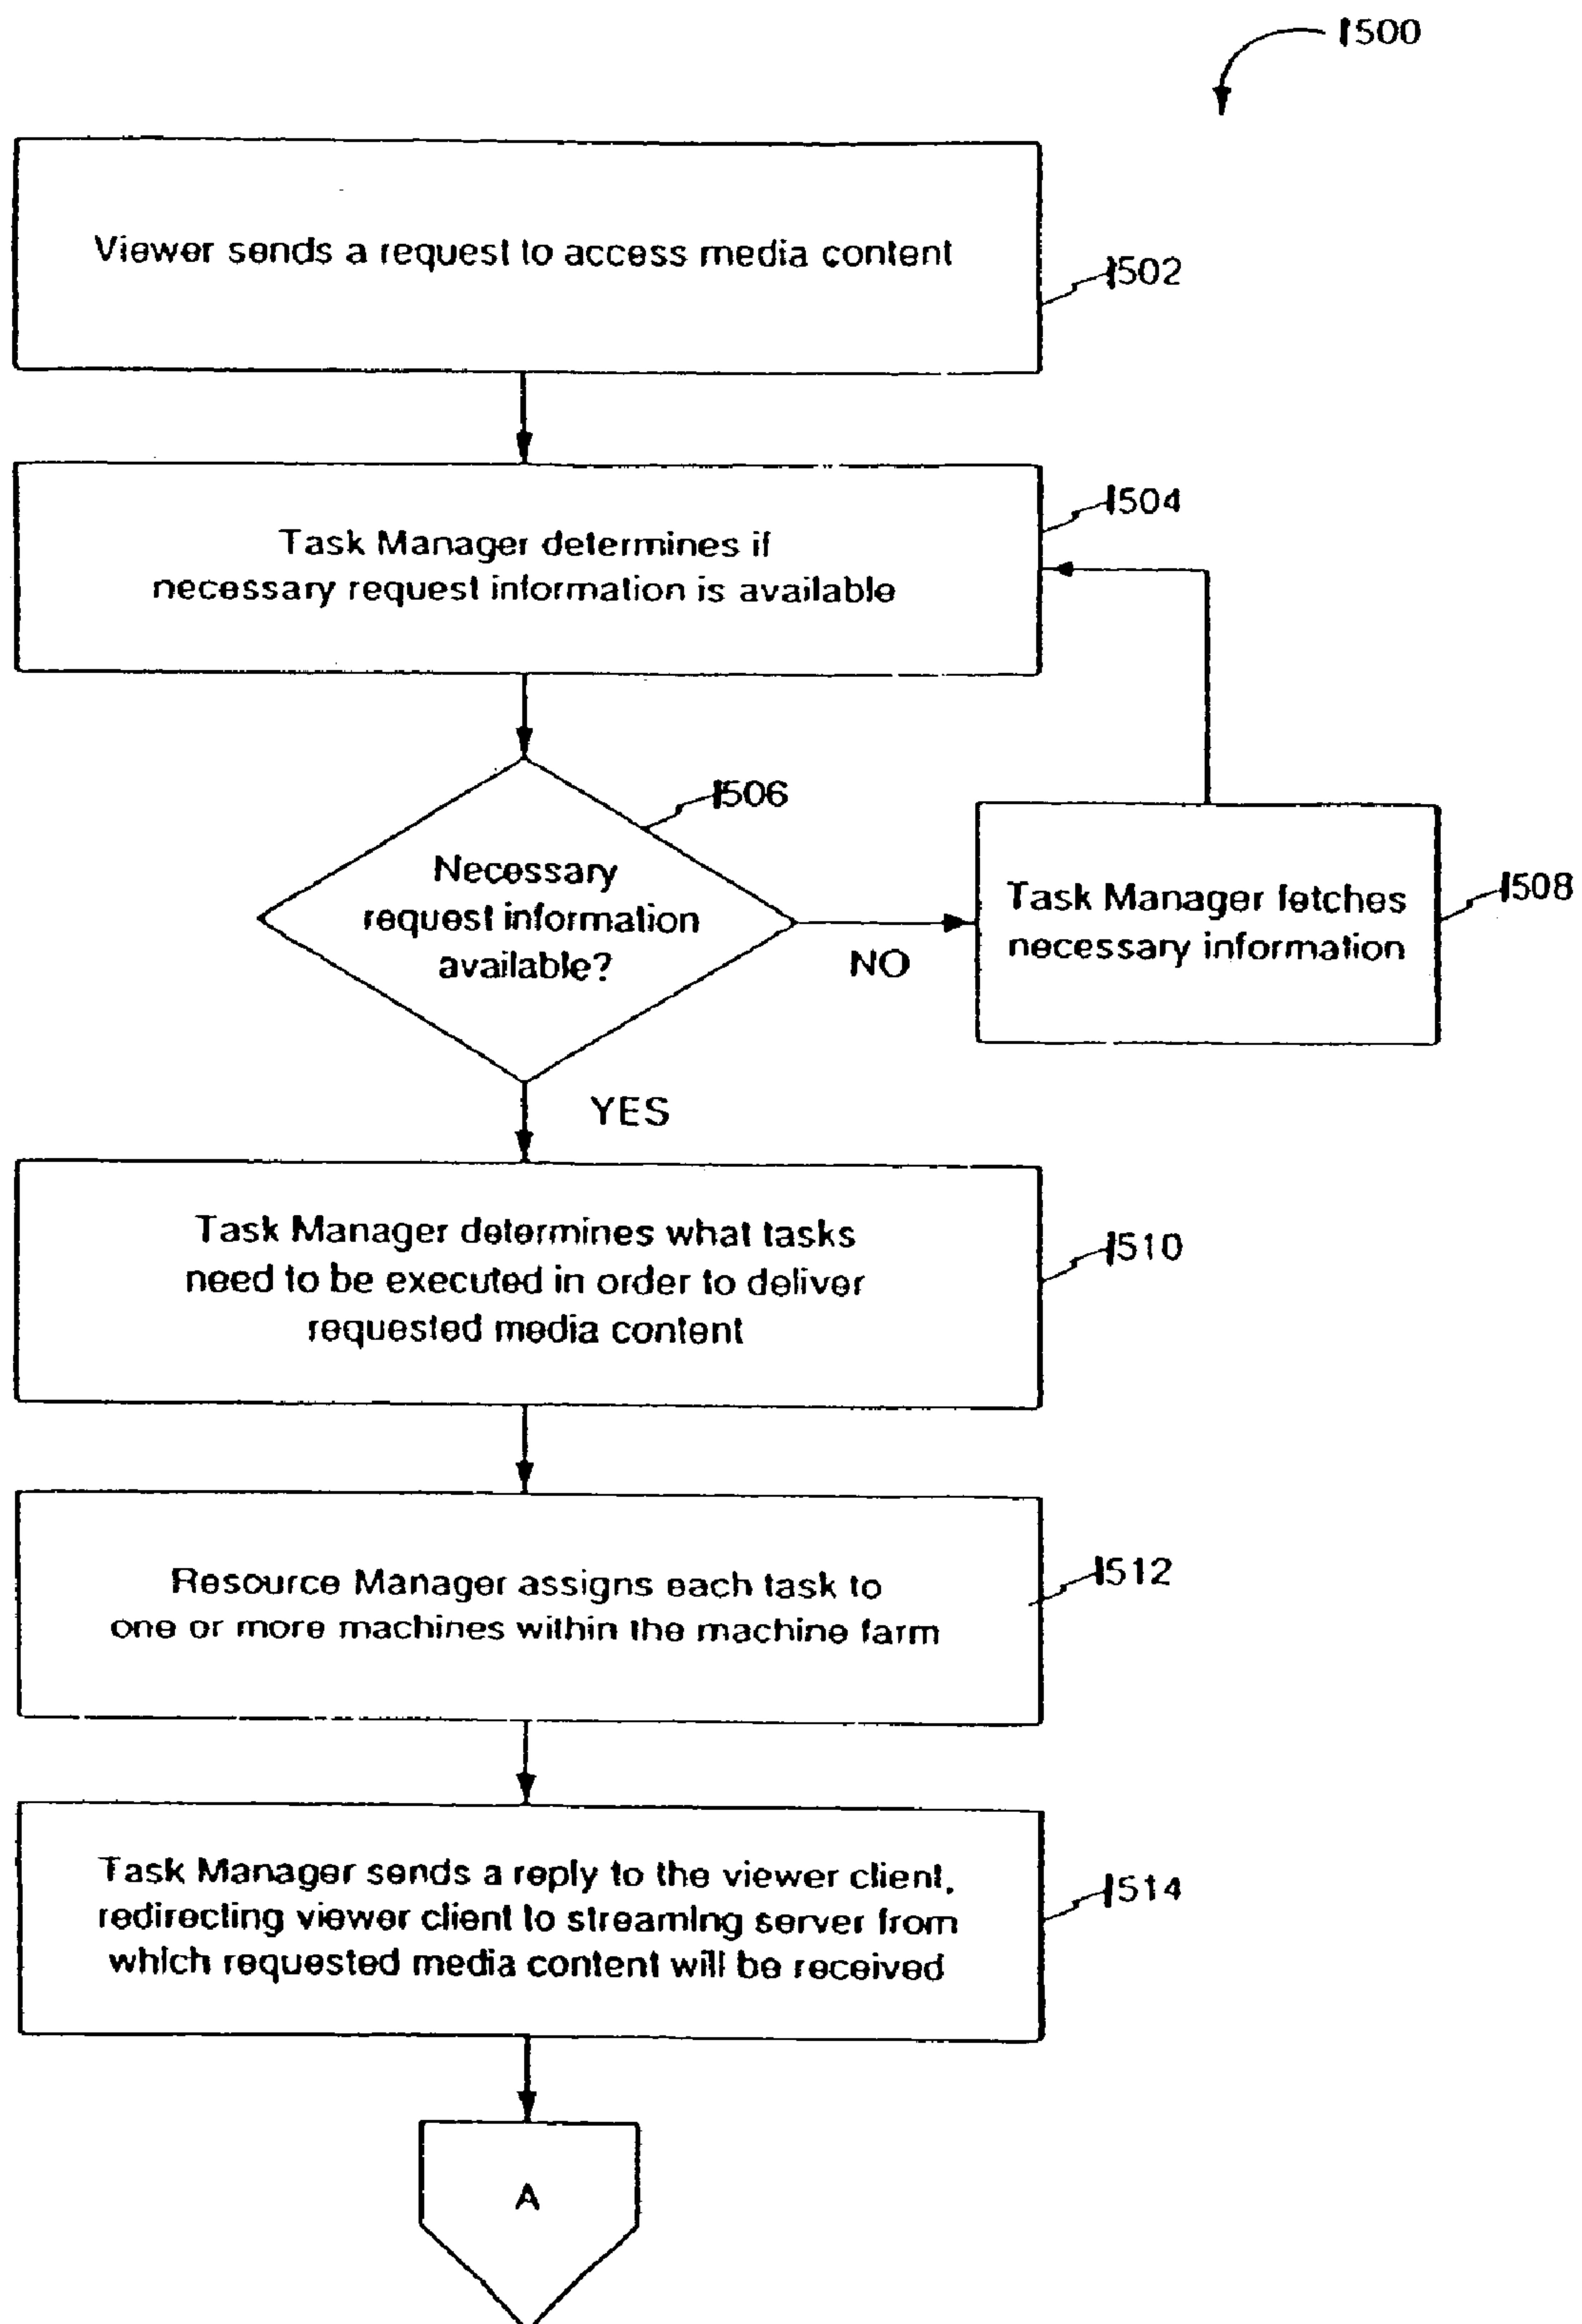 1500
Viewer sends a request to access media content
1502
Task Manager determines if
necessary request information is available
1504
Necessary
request information
available?
1506
NO
Task Manager fetches
necessary information
1508
YES
Task Manager determines what tasks
need to be executed in order to deliver
requested media content
1510
Resource Manager assigns each task to
one or more machines within the machine farm
1512
Task Manager sends a reply to the viewer client,
redirecting viewer client to streaming server from
which requested media content will be received
1514
A